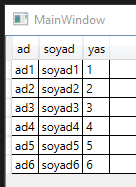 MainWindow
ad soyad yas
ad1 soyad1 1
ad2 soyad2 2
ad3 soyad3 3
ad4 soyad4 4
ad5 soyad5 5
ad6 soyad6 6